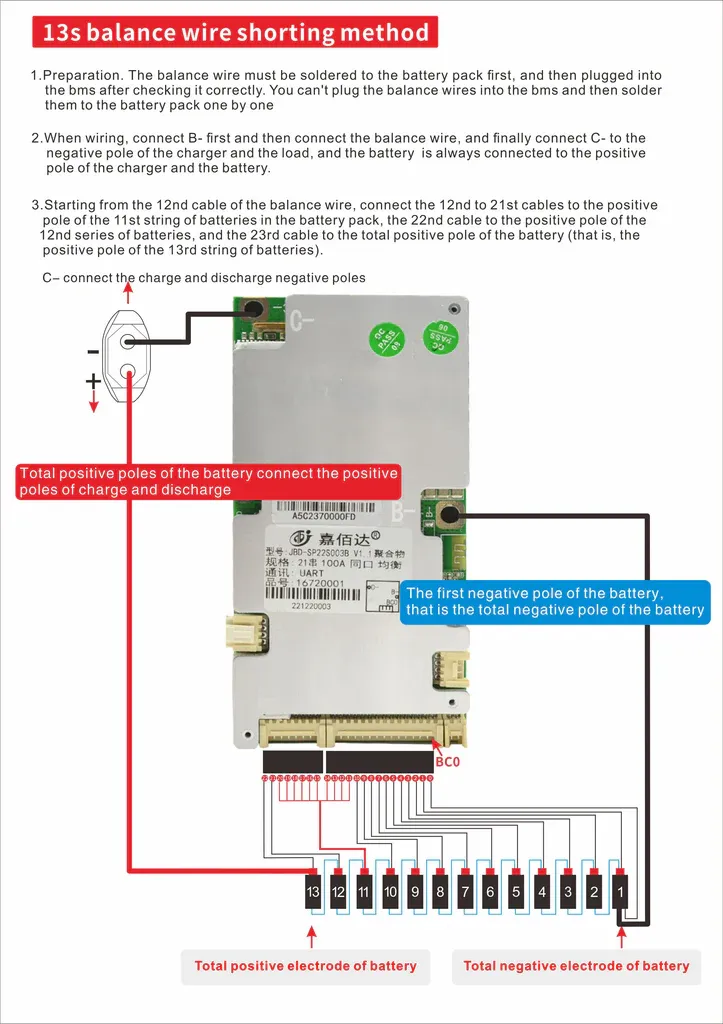 13s balance wire shorting method
1.Preparation. The balance wire must be soldered to the battery pack first, and then plugged into
the bms after checking it correctly. You can't plug the balance wires into the bms and then solder
them to the battery pack one by one
2.When wiring, connect B- first and then connect the balance wire, and finally connect C- to the
negative pole of the charger and the load, and the battery is always connected to the positive
pole of the charger and the battery.
3.Starting from the 12nd cable of the balance wire, connect the 12nd to 21st cables to the positive
pole of the 11st string of batteries in the battery pack, the 22nd cable to the positive pole of the
12nd series of batteries, and the 23rd cable to the total positive pole of the battery (that is, the
positive pole of the 13rd string of batteries).
C– connect the charge and discharge negative poles
C-
QC
PASS
03
QC
PASS
06
-
+
Total positive poles of the battery connect the positive
poles of charge and discharge
A5C2370000FD
B-
B-
嘉佰达®
型号: JBD-SP22S003B V1.1 聚合物
规格: 21串 100A 同口 均衡
通讯: UART
品号: 16720001
221220003
C-
B-
BC0
The first negative pole of the battery,
that is the total negative pole of the battery
BC0
13 12 11 10 9 8 7 6 5 4 3 2 1
Total positive electrode of battery
Total negative electrode of battery